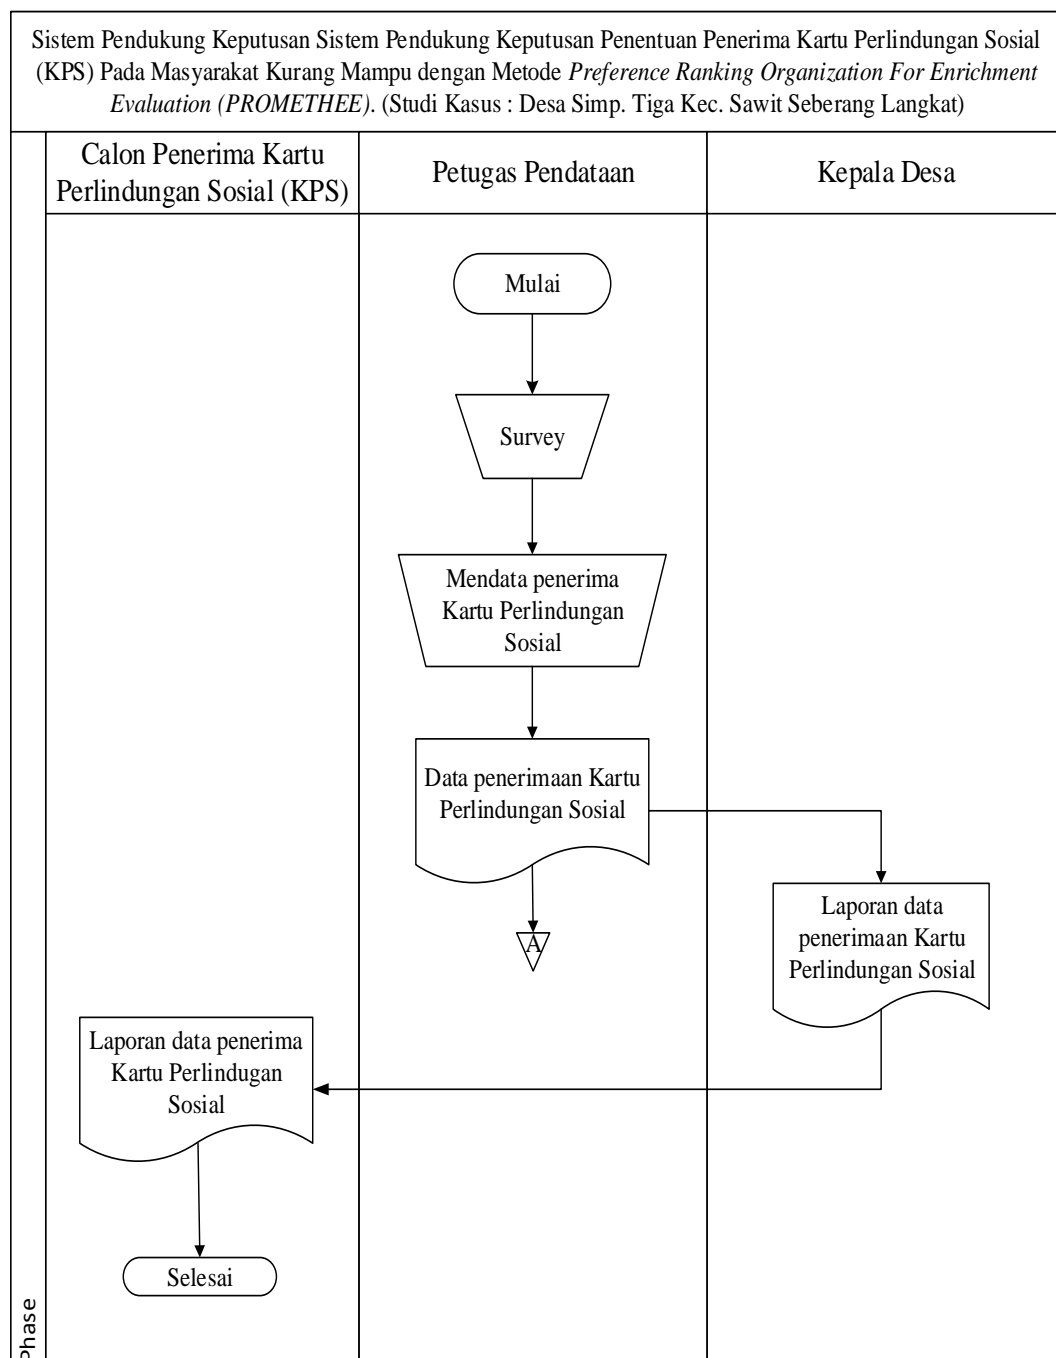 Sistem Pendukung Keputusan Sistem Pendukung Keputusan Penentuan Penerima Kartu Perlindungan Sosial
(KPS) Pada Masyarakat Kurang Mampu dengan Metode Preference Ranking Organization For Enrichment
Evaluation (PROMETHEE). (Studi Kasus : Desa Simp. Tiga Kec. Sawit Seberang Langkat)
Calon Penerima Kartu
Perlindungan Sosial (KPS)
Petugas Pendataan
Kepala Desa
Mulai
Survey
Mendata penerima
Kartu Perlindungan
Sosial
Data penerimaan Kartu
Perlindungan Sosial
A
Laporan data
penerimaan Kartu
Perlindungan Sosial
Laporan data penerima
Kartu Perlindugan
Sosial
Selesai
Phase